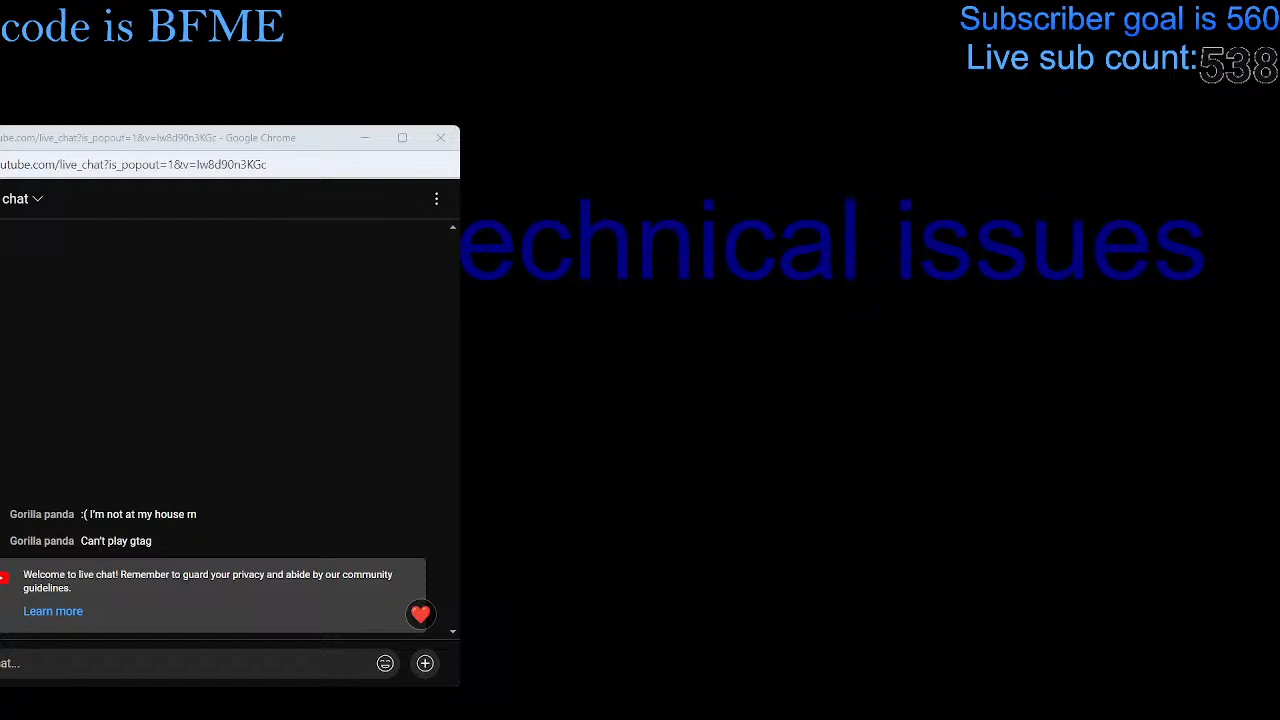 code is BFME
Subscriber goal is 560
Live sub count:538
be.com/live_chat?is_popout=1&v=lw8d90n3KGc - Google Chrome
utube.com/live_chat?is_popout=1&v=lw8d90n3KGc
chat
echnical issues
Gorilla panda :( I'm not at my house rn
Gorilla panda Can't play gtag
Welcome to live chat! Remember to guard your privacy and abide by our community
guidelines.
Learn more
at...